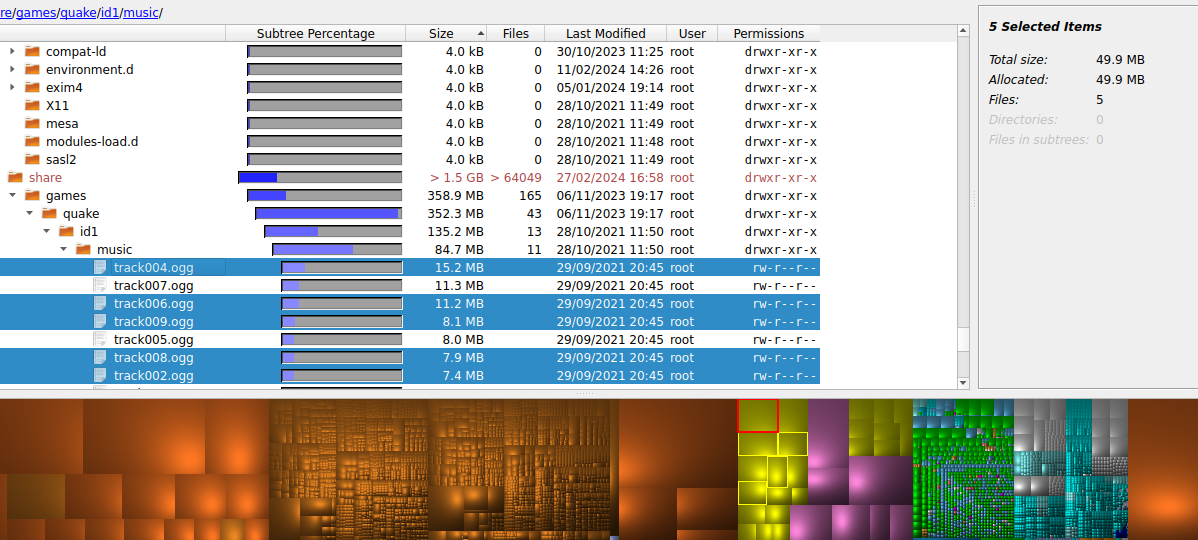 re/games/quake/id1/music/
Subtree Percentage Size Files Last Modified User Permissions
compat-ld 4.0 kB 0 30/10/2023 11:25 root drwxr-xr-x
environment.d 4.0 kB 0 11/02/2024 14:26 root drwxr-xr-x
exim4 4.0 kB 0 05/01/2024 19:14 root drwxr-xr-x
X11 4.0 kB 0 28/10/2021 11:49 root drwxr-xr-x
mesa 4.0 kB 0 28/10/2021 11:49 root drwxr-xr-x
modules-load.d 4.0 kB 0 28/10/2021 11:48 root drwxr-xr-x
sasl2 4.0 kB 0 28/10/2021 11:49 root drwxr-xr-x
share > 1.5 GB > 64049 27/02/2024 16:58 root drwxr-xr-x
games 358.9 MB 165 06/11/2023 19:17 root drwxr-xr-x
quake 352.3 MB 43 06/11/2023 19:17 root drwxr-xr-x
id1 135.2 MB 13 28/10/2021 11:50 root drwxr-xr-x
music 84.7 MB 11 28/10/2021 11:50 root drwxr-xr-x
track004.ogg 15.2 MB 29/09/2021 20:45 root rw-r--r--
track007.ogg 11.3 MB 29/09/2021 20:45 root rw-r--r--
track006.ogg 11.2 MB 29/09/2021 20:45 root rw-r--r--
track009.ogg 8.1 MB 29/09/2021 20:45 root rw-r--r--
track005.ogg 8.0 MB 29/09/2021 20:45 root rw-r--r--
track008.ogg 7.9 MB 29/09/2021 20:45 root rw-r--r--
track002.ogg 7.4 MB 29/09/2021 20:45 root rw-r--r--
5 Selected Items
Total size: 49.9 MB
Allocated: 49.9 MB
Files: 5
Directories: 0
Files in subtrees: 0